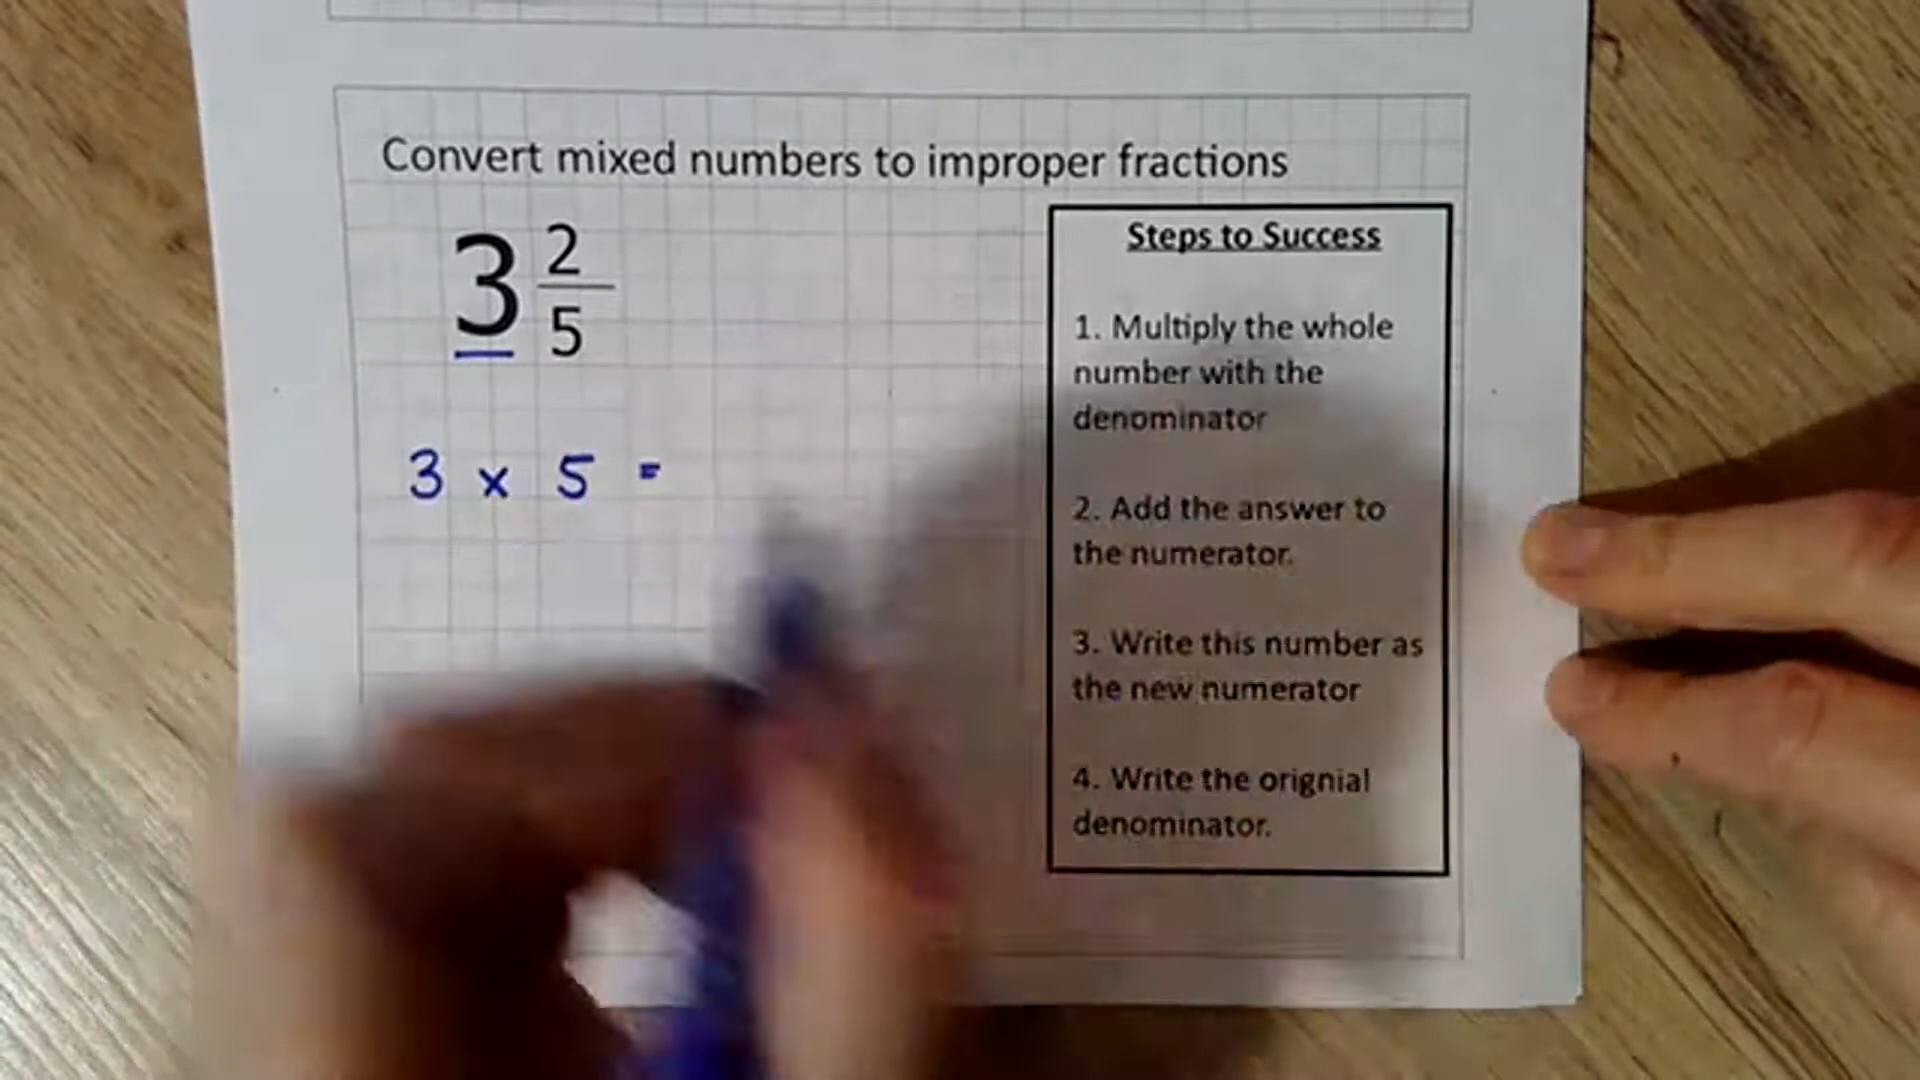 Convert mixed numbers to improper fractions
3 2/5
3 x 5 =
Steps to Success
1. Multiply the whole
number with the
denominator
2. Add the answer to
the numerator.
3. Write this number as
the new numerator
4. Write the orignial
denominator.